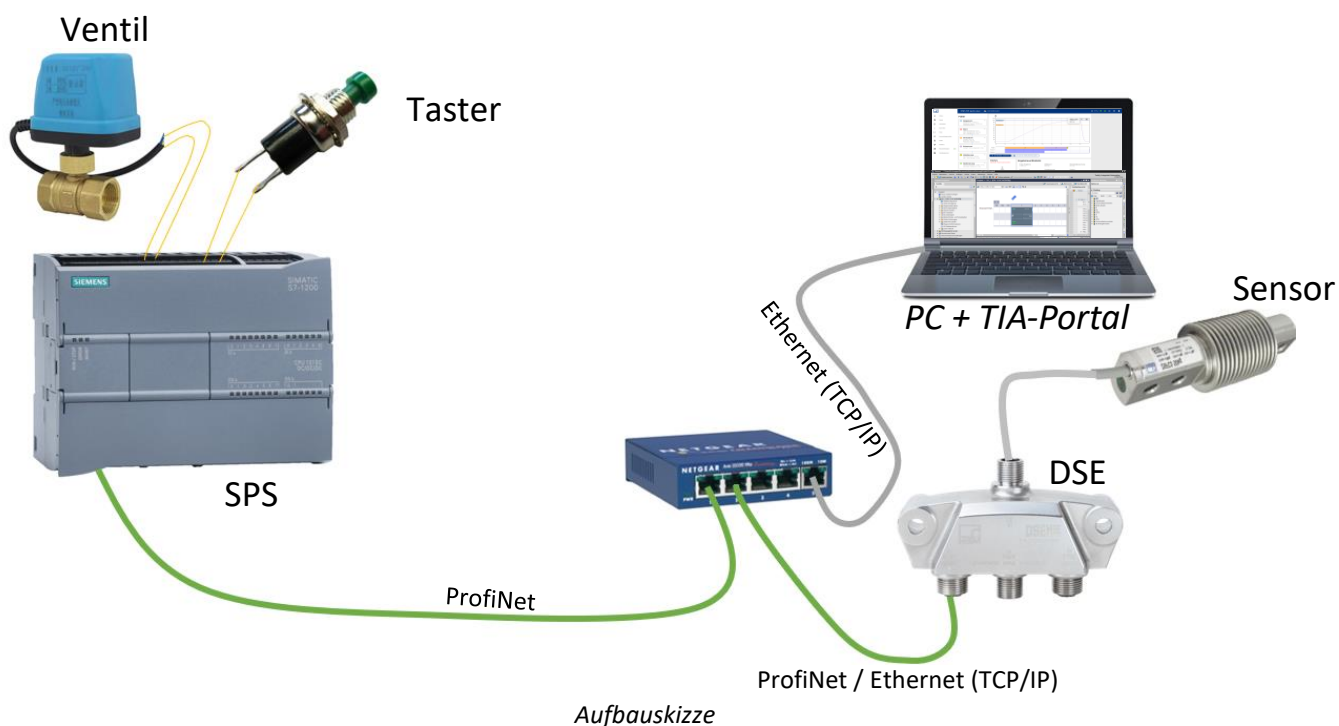 Ventil
Taster
SIEMENS
SIMATIC
S7-1200
Ethernet (TCP/IP)
PC + TIA-Portal
Sensor
NETGEAR
NETGEAR
DSE
SPS
ProfiNet
ProfiNet / Ethernet (TCP/IP)
Aufbauskizze